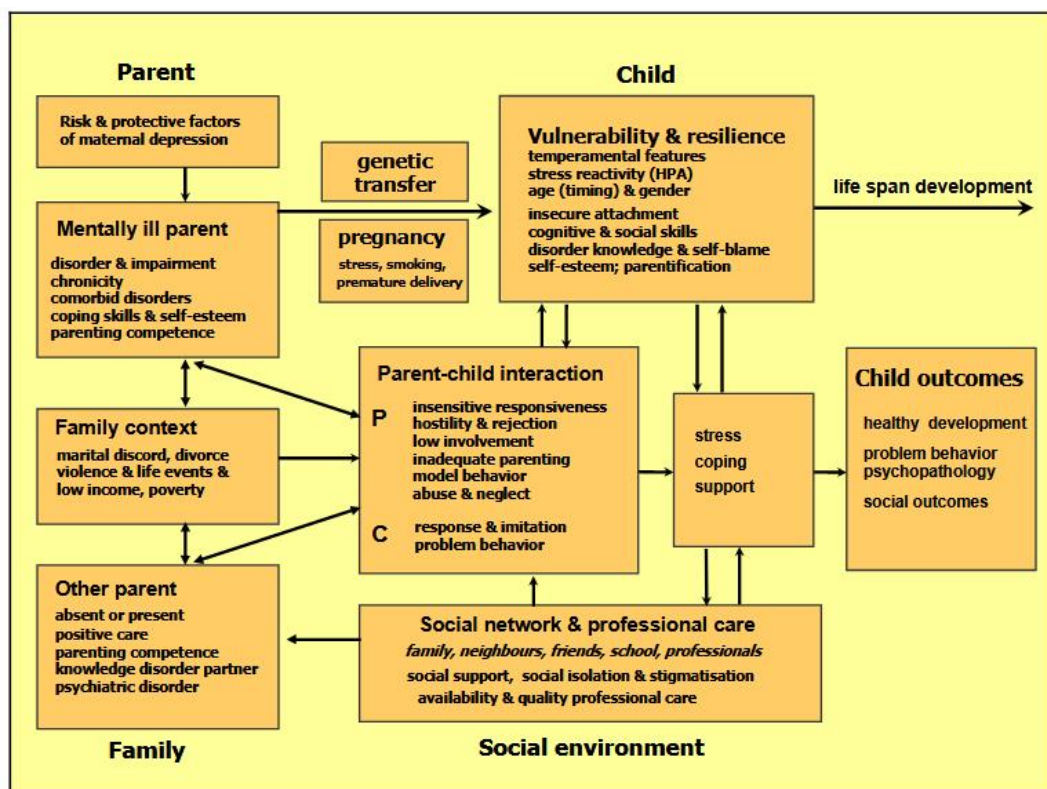 Parent
Child
Risk & protective factors
of maternal depression
genetic
transfer
pregnancy
stress, smoking,
premature delivery
Vulnerability & resilience
temperamental features
stress reactivity (HPA)
age (timing) & gender
insecure attachment
cognitive & social skills
disorder knowledge & self-blame
self-esteem; parentification
life span development
Mentally ill parent
disorder & impairment
chronicity
comorbid disorders
coping skills & self-esteem
parenting competence
Family context
marital discord, divorce
violence & life events &
low income, poverty
Parent-child interaction
P
insensitive responsiveness
hostility & rejection
low involvement
inadequate parenting
model behavior
abuse & neglect
C
response & imitation
problem behavior
stress
coping
support
Child outcomes
healthy development
problem behavior
psychopathology
social outcomes
Other parent
absent or present
positive care
parenting competence
knowledge disorder partner
psychiatric disorder
Social network & professional care
family, neighbours, friends, school, professionals
social support, social isolation & stigmatisation
availability & quality professional care
Family
Social environment